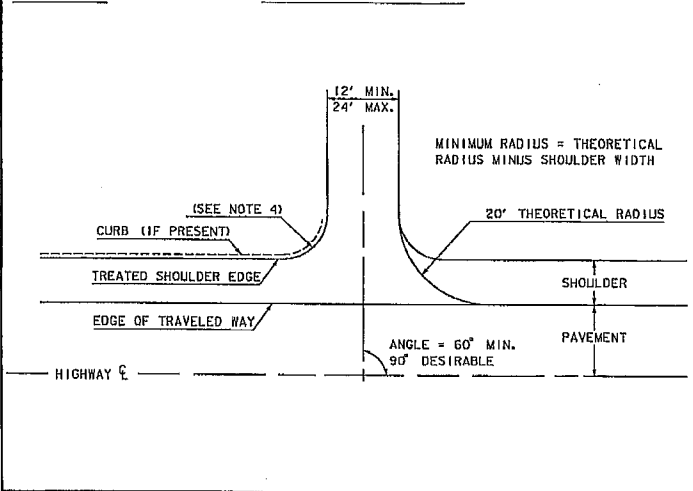 12' MIN.
24' MAX.
MINIMUM RADIUS = THEORETICAL
RADIUS MINUS SHOULDER WIDTH
(SEE NOTE 4)
20' THEORETICAL RADIUS
CURB (IF PRESENT)
TREATED SHOULDER EDGE
SHOULDER
EDGE OF TRAVELED WAY
PAVEMENT
ANGLE = 60° MIN.
90° DESIRABLE
HIGHWAY ℄